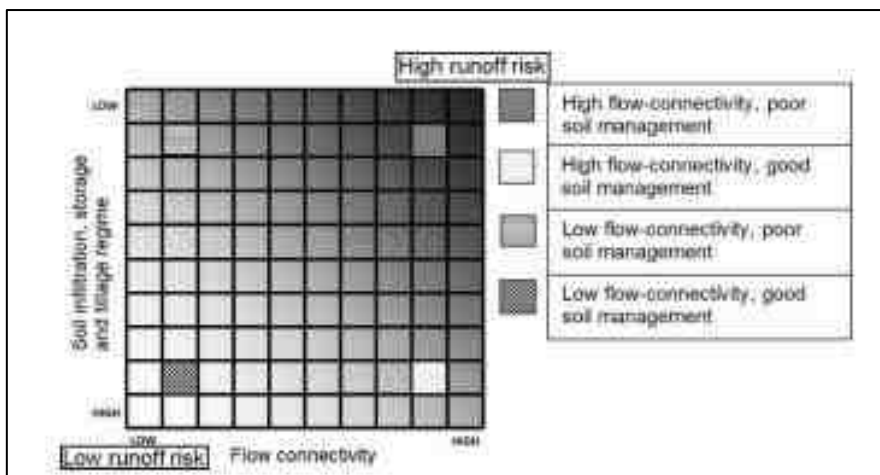 High runoff risk
LOW
High flow-connectivity, poor
soil management
High flow-connectivity, good
soil management
Soil infiltration, storage
and tillage regime
Low flow-connectivity, poor
soil management
Low flow-connectivity, good
soil management
HIGH
LOW
HIGH
Low runoff risk
Flow connectivity